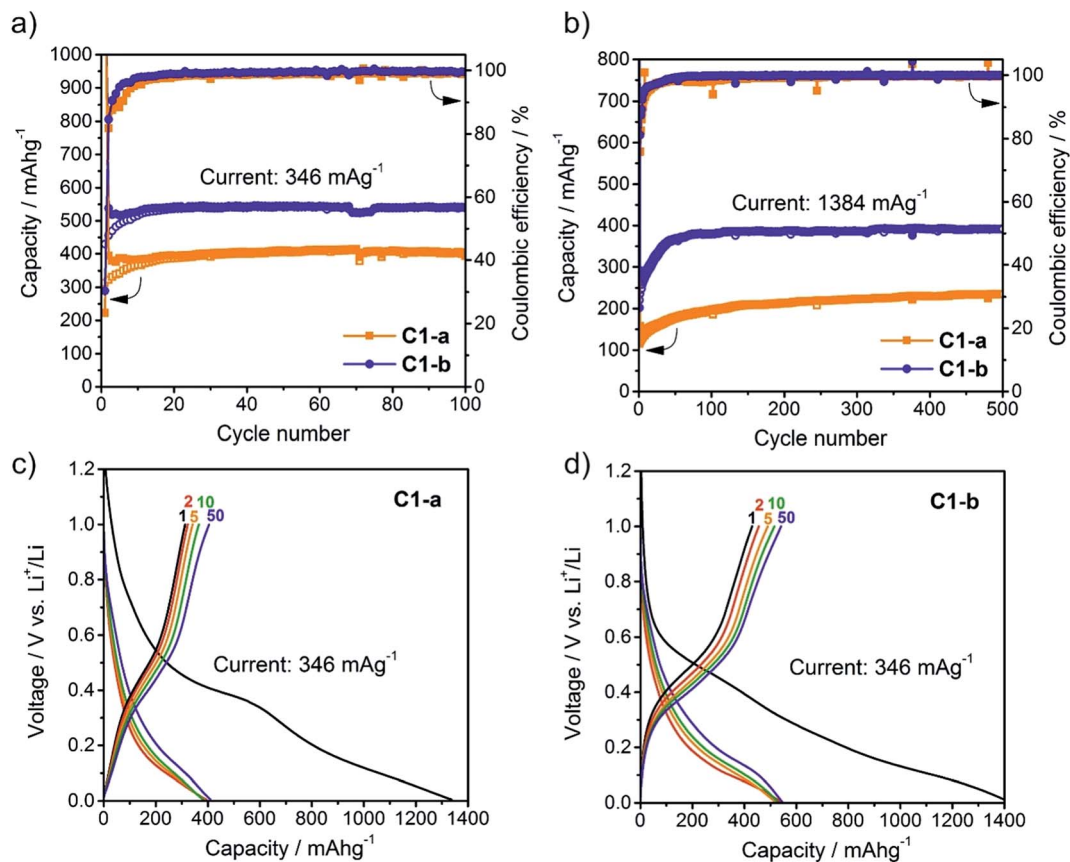 a)
1000
900
800
700
600
500
400
300
200
100
0
Capacity / mAhg⁻¹
100
80
60
40
20
0
Coulombic efficiency / %
Current: 346 mAg⁻¹
C1-a
C1-b
0 20 40 60 80 100
Cycle number
b)
800
700
600
500
400
300
200
100
0
Capacity / mAhg⁻¹
100
80
60
40
20
0
Coulombic efficiency / %
Current: 1384 mAg⁻¹
C1-a
C1-b
0 100 200 300 400 500
Cycle number
c)
1.2
1.0
0.8
0.6
0.4
0.2
0.0
Voltage / V vs. Li⁺/Li
C1-a
2 10
1 5 50
Current: 346 mAg⁻¹
0 200 400 600 800 1000 1200 1400
Capacity / mAhg⁻¹
d)
1.2
1.0
0.8
0.6
0.4
0.2
0.0
Voltage / V vs. Li⁺/Li
C1-b
2 10
1 5 50
Current: 346 mAg⁻¹
0 200 400 600 800 1000 1200 1400
Capacity / mAhg⁻¹